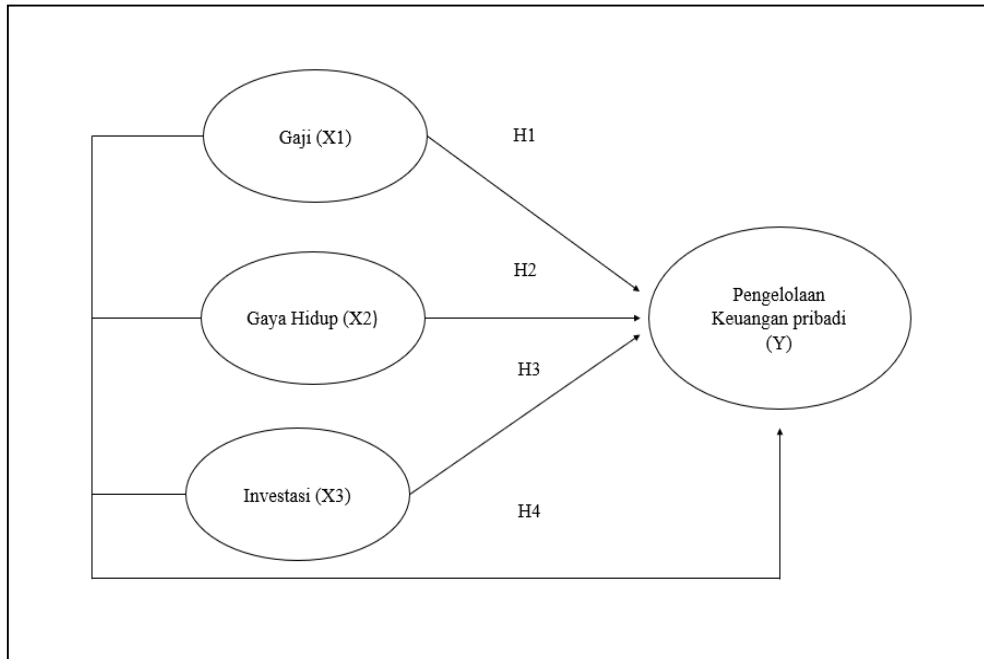 Gaji (X1)
H1
H2
Gaya Hidup (X2)
Pengelolaan
Keuangan pribadi
(Y)
H3
Investasi (X3)
H4